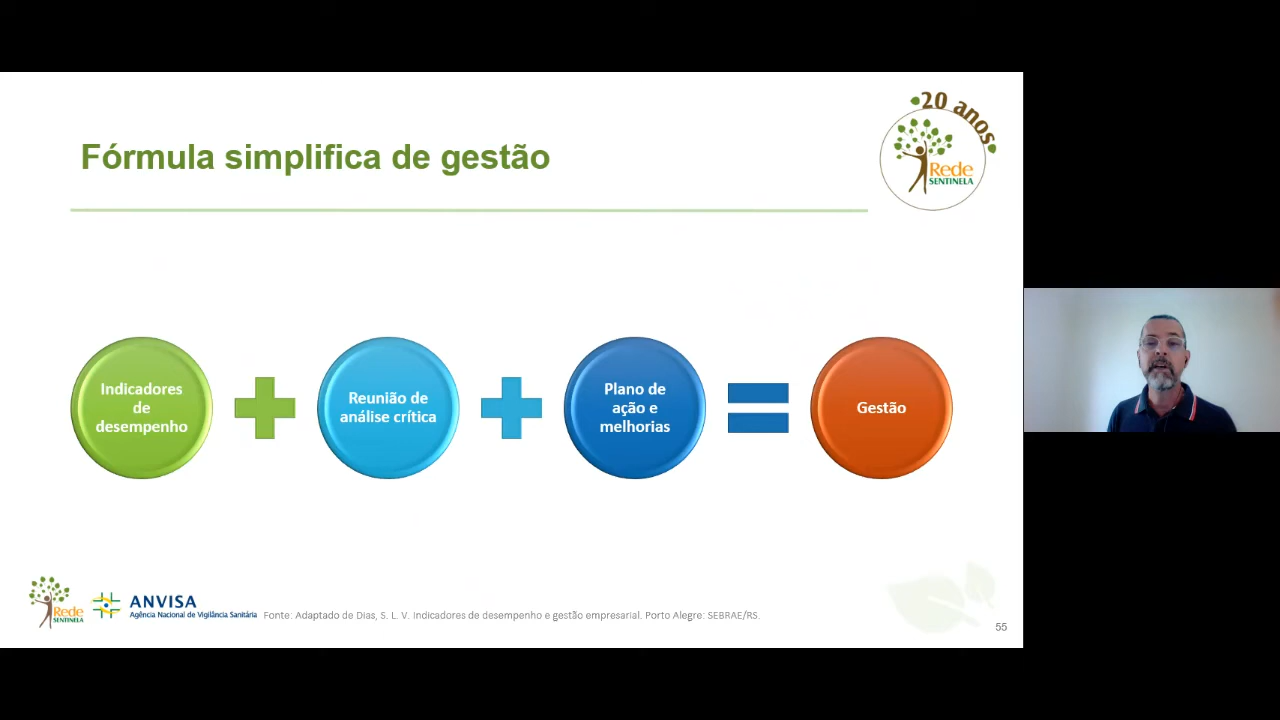 20 anos
Rede
SENTINELA
Fórmula simplifica de gestão
Indicadores
de
desempenho
Reunião de
análise crítica
Plano de
ação e
melhorias
Gestão
Rede
SENTINELA
ANVISA
Agência Nacional de Vigilância Sanitária
Fonte: Adaptado de Dias, S. L. V. Indicadores de desempenho e gestão empresarial. Porto Alegre: SEBRAE/RS.
55